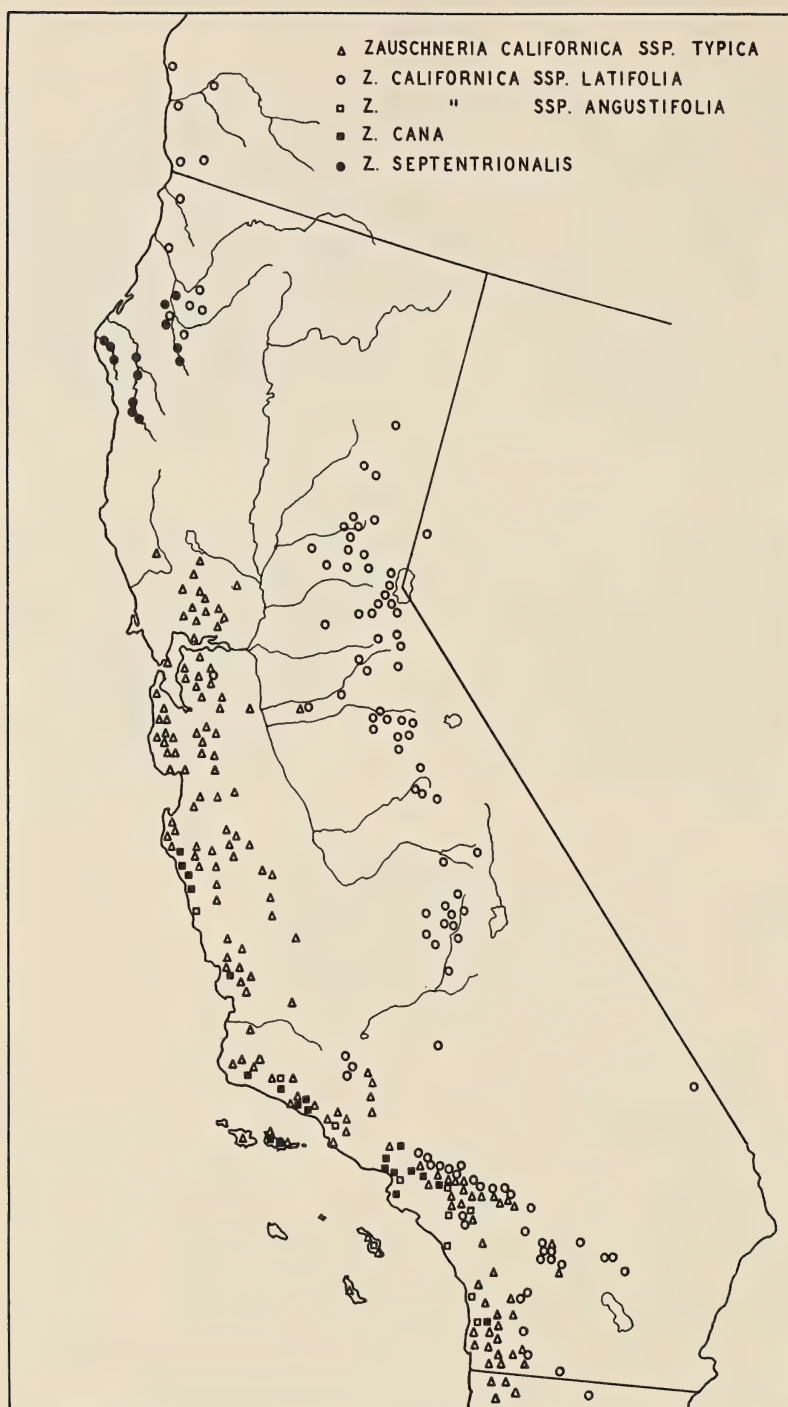 ZAUSCHNERIA CALIFORNICA SSP. TYPICA
Z. CALIFORNICA SSP. LATIFOLIA
Z. " SSP. ANGUSTIFOLIA
Z. CANA
Z. SEPTENTRIONALIS